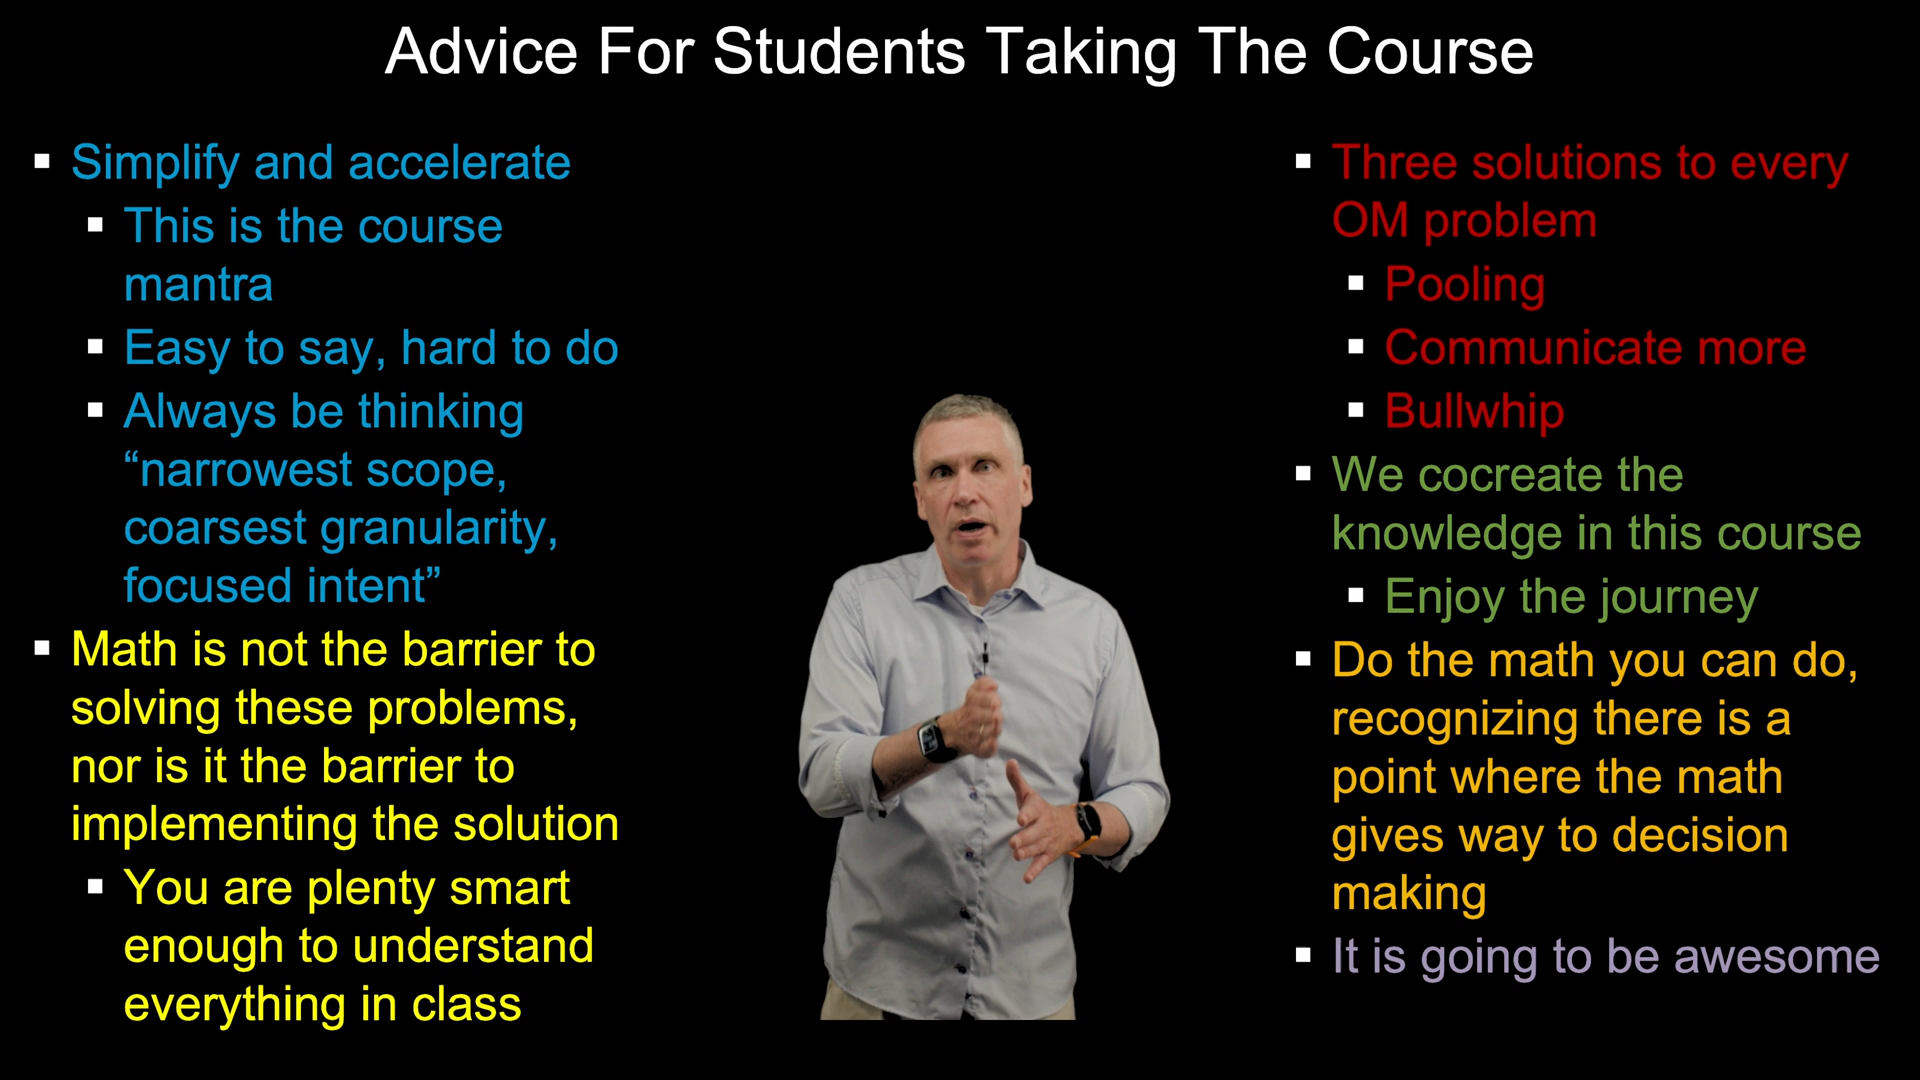 Advice For Students Taking The Course
Simplify and accelerate
This is the course
mantra
Easy to say, hard to do
Always be thinking
“narrowest scope,
coarsest granularity,
focused intent”
Math is not the barrier to
solving these problems,
nor is it the barrier to
implementing the solution
You are plenty smart
enough to understand
everything in class
Three solutions to every
OM problem
Pooling
Communicate more
Bullwhip
We cocreate the
knowledge in this course
Enjoy the journey
Do the math you can do,
recognizing there is a
point where the math
gives way to decision
making
It is going to be awesome